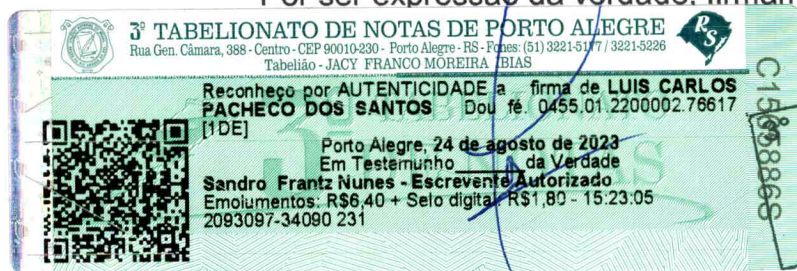 Por ser expressão da verdade, firmam
3º TABELIONATO DE NOTAS DE PORTO ALEGRE
Rua Gen. Câmara, 388 - Centro - CEP 90010-230 - Porto Alegre - RS - Fones: (51) 3221-5177 / 3221-5226
Tabelião - JACY FRANCO MOREIRA IBIAS
RS
Reconheço por AUTENTICIDADE a firma de LUIS CARLOS
PACHECO DOS SANTOS Dou fé 0455.01.2200002.76617
[1DE]
Porto Alegre, 24 de agosto de 2023
Em Testemunho______da Verdade
Sandro Frantz Nunes - Escrevente Autorizado
Emolumentos: R$6,40 + Selo digital: R$1,80 - 15:23:05
2093097-34090 231